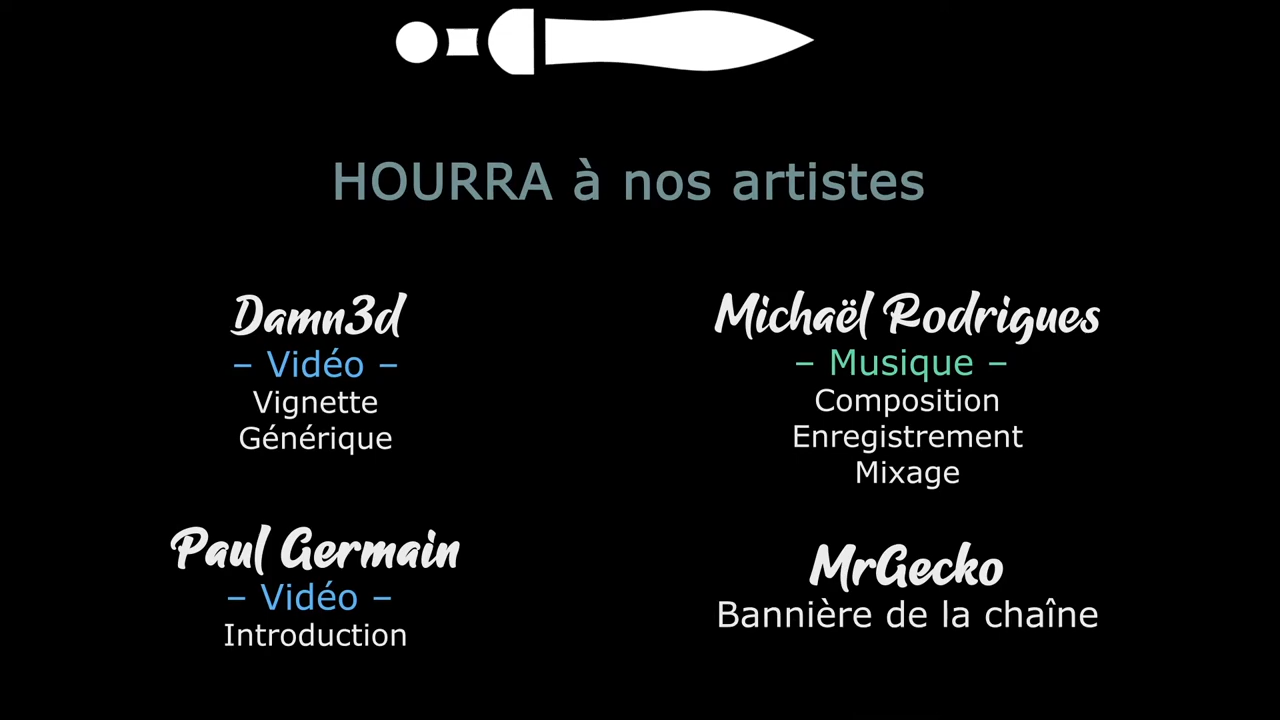 HOURRA à nos artistes
Damn3d
– Vidéo –
Vignette
Générique
Michaël Rodrigues
– Musique –
Composition
Enregistrement
Mixage
Paul Germain
– Vidéo –
Introduction
MrGecko
Bannière de la chaîne